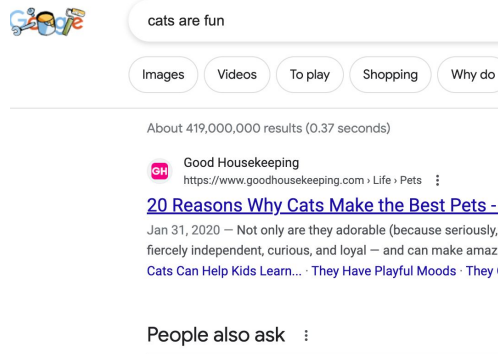 Google
cats are fun
Images Videos To play Shopping Why do
About 419,000,000 results (0.37 seconds)
GH Good Housekeeping
https://www.goodhousekeeping.com › Life › Pets
20 Reasons Why Cats Make the Best Pets -
Jan 31, 2020 — Not only are they adorable (because seriously,
fiercely independent, curious, and loyal — and can make amaz
Cats Can Help Kids Learn... · They Have Playful Moods · They
People also ask